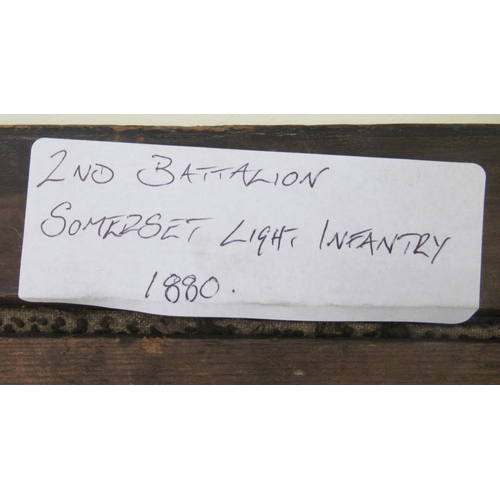 2ND BATTALION
SOMERSET LIGHT INFANTRY
1880.